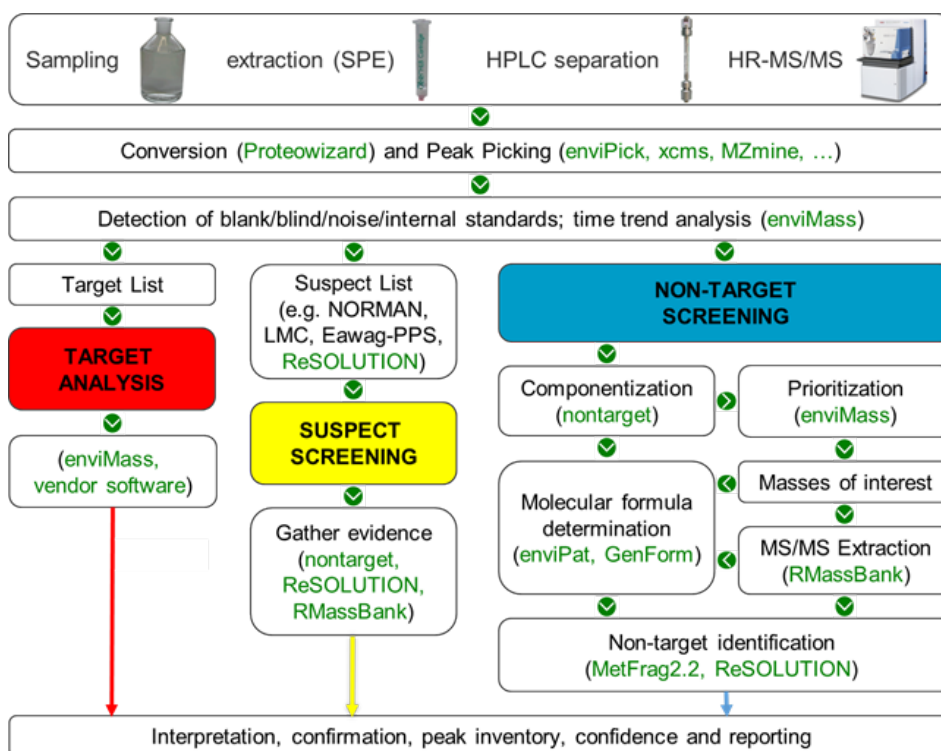 Sampling
extraction (SPE)
HPLC separation
HR-MS/MS
Conversion (Proteowizard) and Peak Picking (enviPick, xcms, MZmine, …)
Detection of blank/blind/noise/internal standards; time trend analysis (enviMass)
Target List
TARGET
ANALYSIS
(enviMass,
vendor software)
Suspect List
(e.g. NORMAN,
LMC, Eawag-PPS,
ReSOLUTION)
SUSPECT
SCREENING
Gather evidence
(nontarget,
ReSOLUTION,
RMassBank)
NON-TARGET
SCREENING
Componentization
(nontarget)
Prioritization
(enviMass)
Molecular formula
determination
(enviPat, GenForm)
Masses of interest
MS/MS Extraction
(RMassBank)
Non-target identification
(MetFrag2.2, ReSOLUTION)
Interpretation, confirmation, peak inventory, confidence and reporting